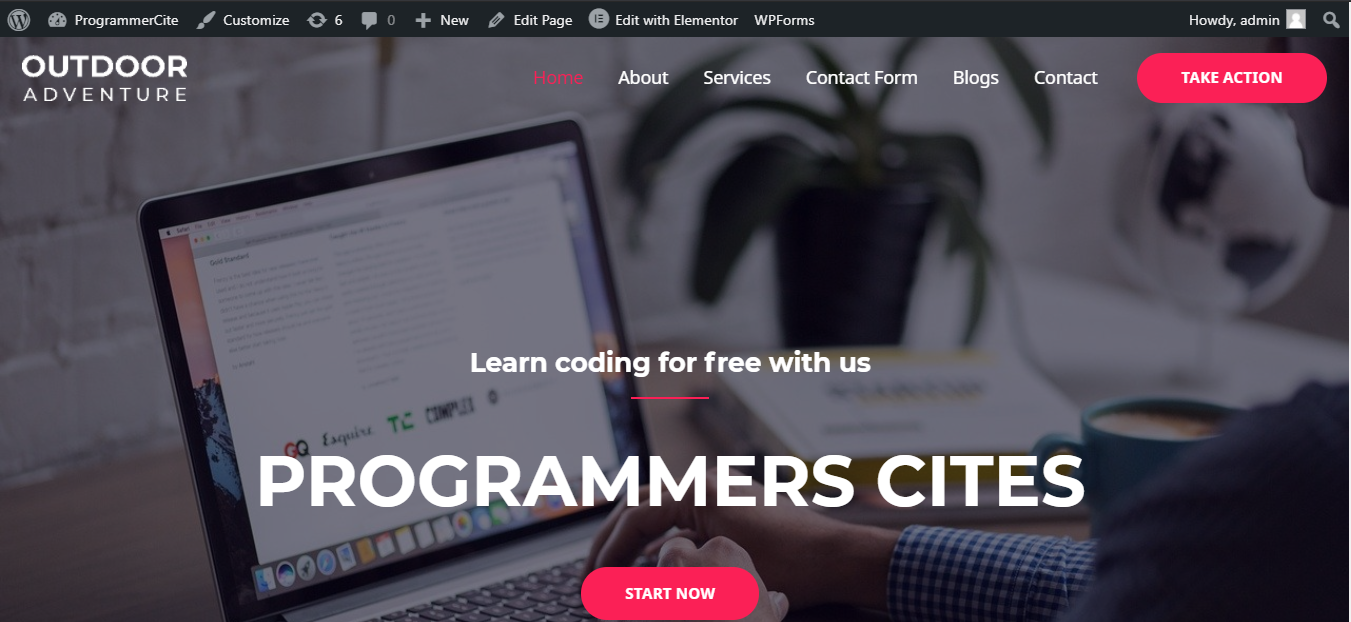 ProgrammerCite Customize 6 0 New Edit Page Edit with Elementor WPForms Howdy, admin
OUTDOOR
ADVENTURE
Home About Services Contact Form Blogs Contact TAKE ACTION
Gold Standard
Learn coding for free with us
GQ Esquire TC COMPLEX
PROGRAMMERS CITES
START NOW